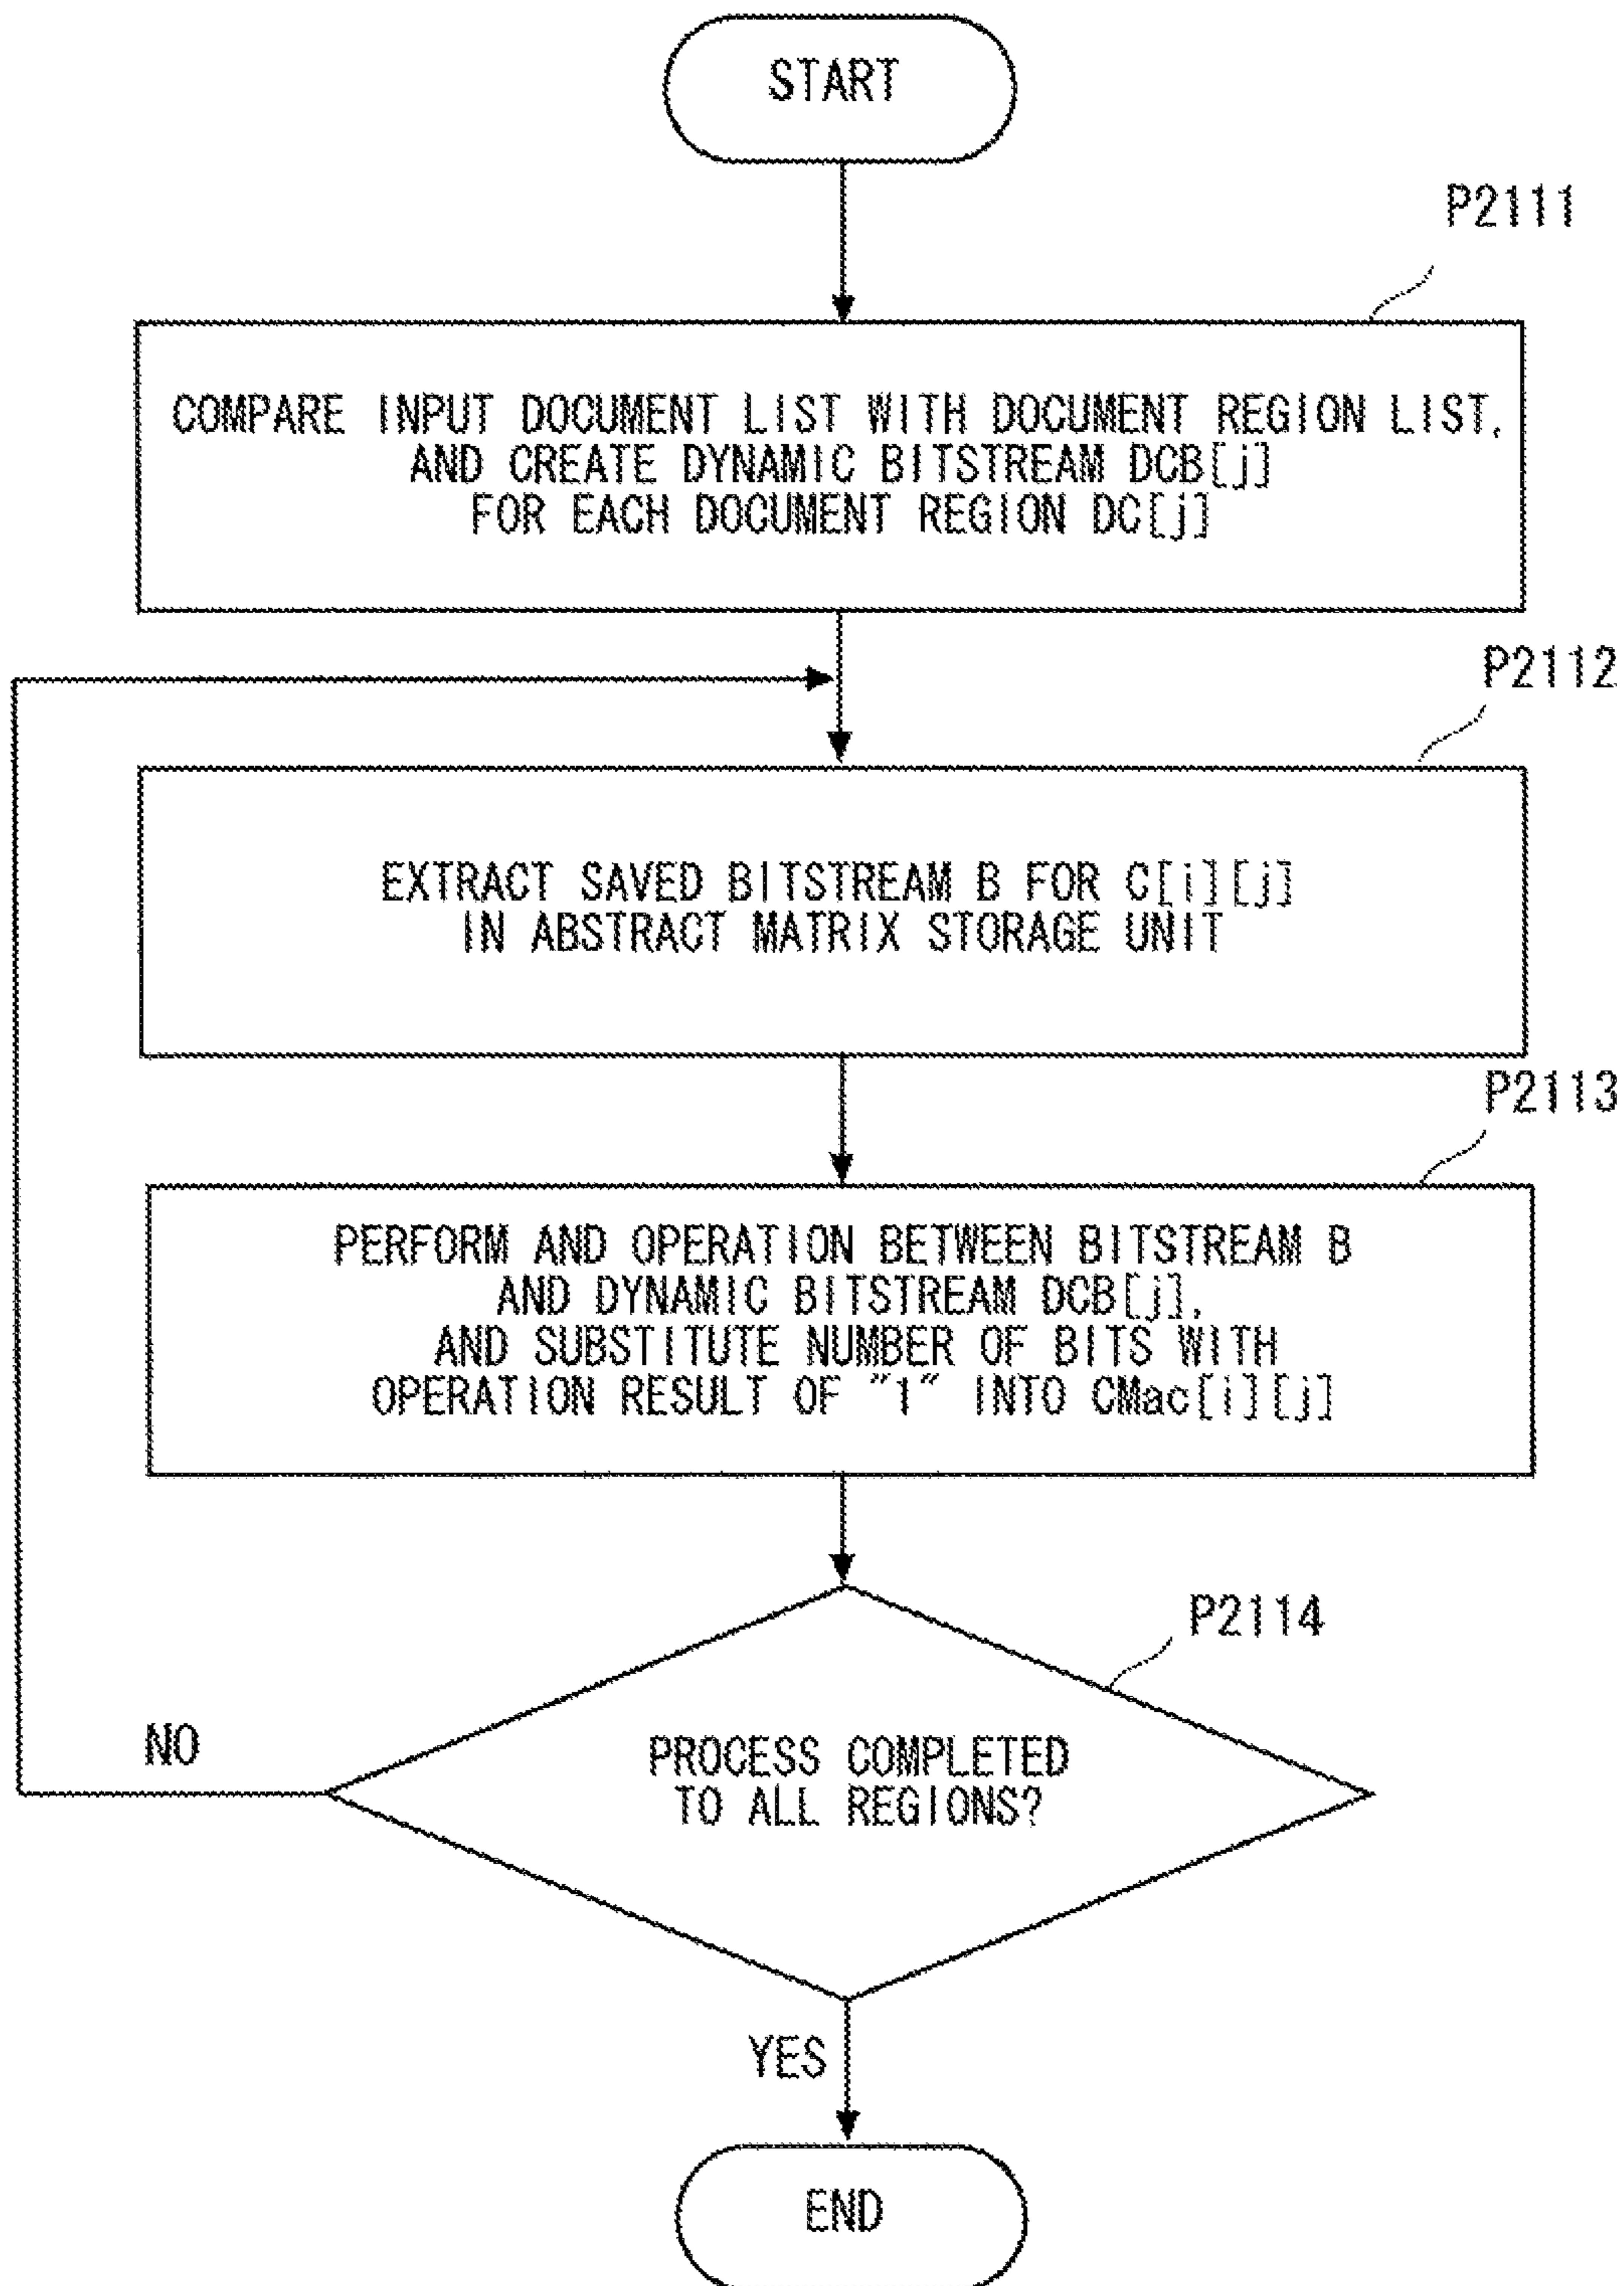 START
P2111
COMPARE INPUT DOCUMENT LIST WITH DOCUMENT REGION LIST,
AND CREATE DYNAMIC BITSTREAM DCB[j]
FOR EACH DOCUMENT REGION DC[j]
P2112
EXTRACT SAVED BITSTREAM B FOR C[i][j]
IN ABSTRACT MATRIX STORAGE UNIT
P2113
PERFORM AND OPERATION BETWEEN BITSTREAM B
AND DYNAMIC BITSTREAM DCB[j],
AND SUBSTITUTE NUMBER OF BITS WITH
OPERATION RESULT OF "1" INTO CMac[i][j]
P2114
NO
PROCESS COMPLETED
TO ALL REGIONS?
YES
END